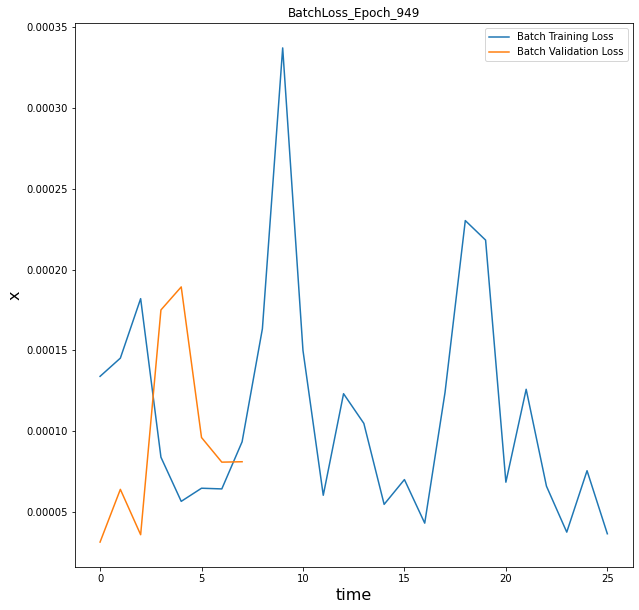 BatchLoss_Epoch_949
Batch Training Loss
Batch Validation Loss
0.00035
0.00030
0.00025
0.00020
0.00015
0.00010
0.00005
x
0 5 10 15 20 25
time